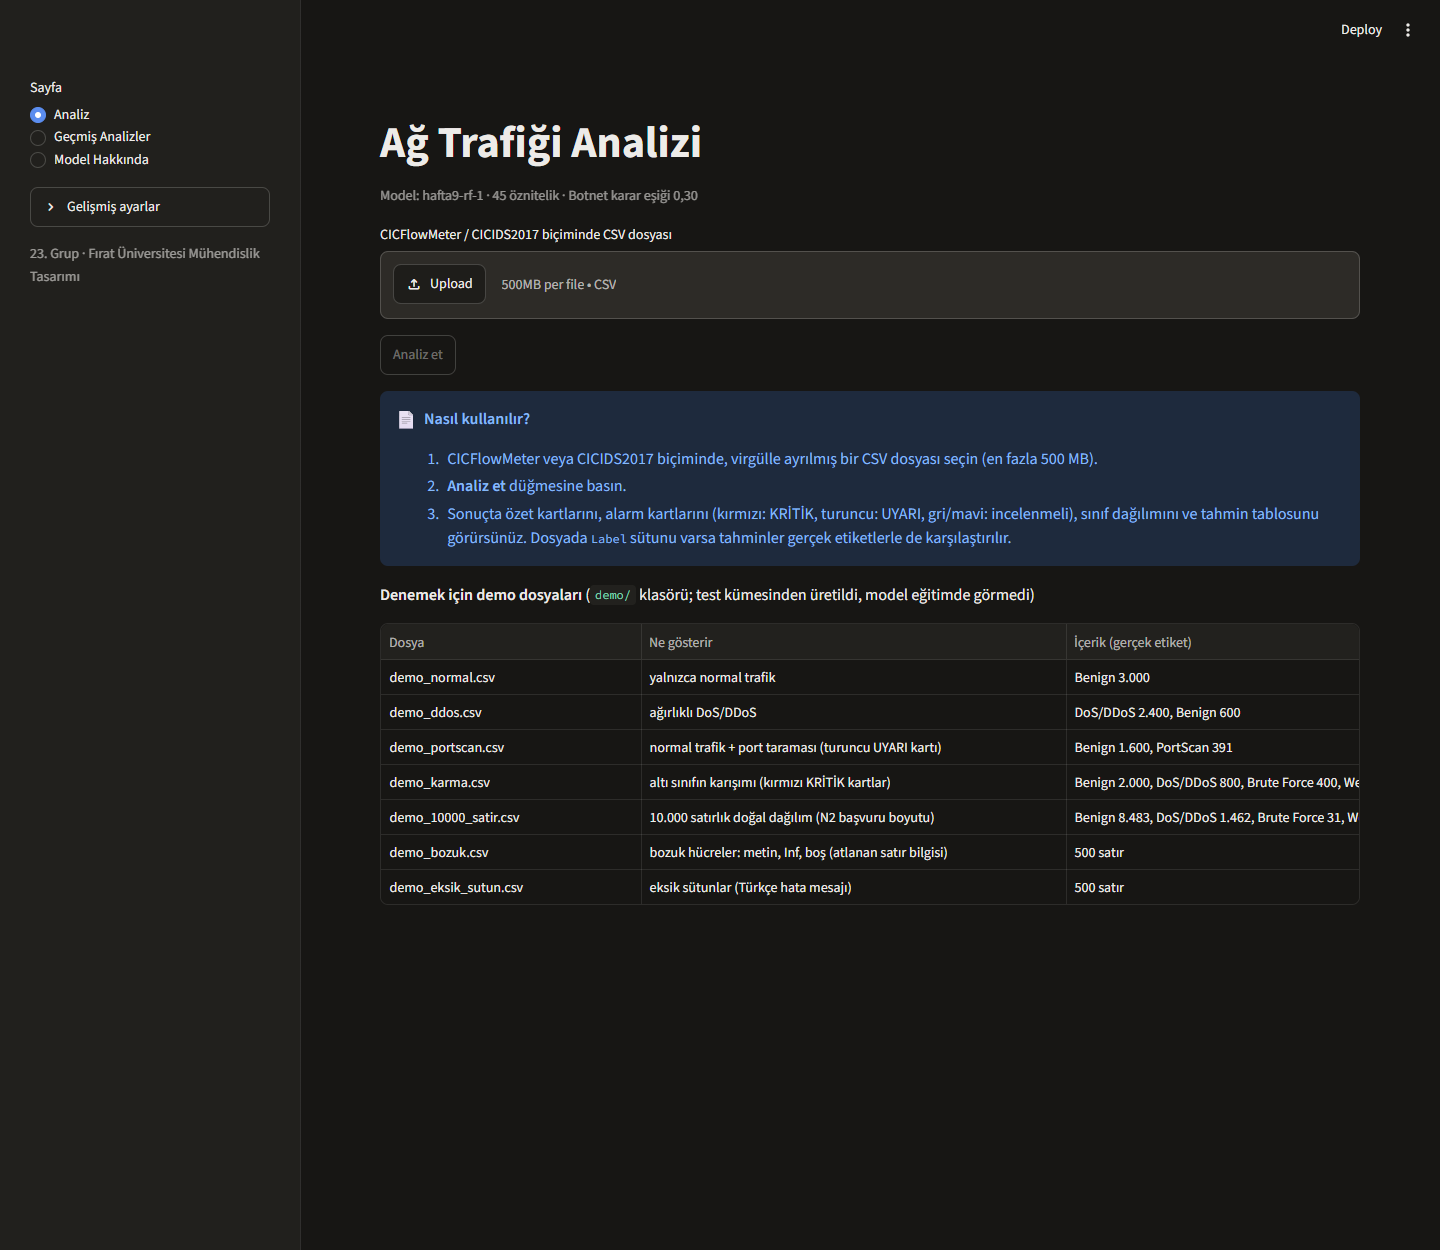 Deploy
Sayfa
Analiz
Geçmiş Analizler
Model Hakkında
Gelişmiş ayarlar
23. Grup · Fırat Üniversitesi Mühendislik
Tasarımı
Ağ Trafiği Analizi
Model: hafta9-rf-1 · 45 öznitelik · Botnet karar eşiği 0,30
CICFlowMeter / CICIDS2017 biçiminde CSV dosyası
Upload 500MB per file • CSV
Analiz et
Nasıl kullanılır?
1. CICFlowMeter veya CICIDS2017 biçiminde, virgülle ayrılmış bir CSV dosyası seçin (en fazla 500 MB).
2. Analiz et düğmesine basın.
3. Sonuçta özet kartlarını, alarm kartlarını (kırmızı: KRİTİK, turuncu: UYARI, gri/mavi: incelenmeli), sınıf dağılımını ve tahmin tablosunu
görürsünüz. Dosyada Label sütunu varsa tahminler gerçek etiketlerle de karşılaştırılır.
Denemek için demo dosyaları ( demo/ klasörü; test kümesinden üretildi, model eğitimde görmedi)
Dosya Ne gösterir İçerik (gerçek etiket)
demo_normal.csv yalnızca normal trafik Benign 3.000
demo_ddos.csv ağırlıklı DoS/DDoS DoS/DDoS 2.400, Benign 600
demo_portscan.csv normal trafik + port taraması (turuncu UYARI kartı) Benign 1.600, PortScan 391
demo_karma.csv altı sınıfın karışımı (kırmızı KRİTİK kartlar) Benign 2.000, DoS/DDoS 800, Brute Force 400, We
demo_10000_satir.csv 10.000 satırlık doğal dağılım (N2 başvuru boyutu) Benign 8.483, DoS/DDoS 1.462, Brute Force 31, W
demo_bozuk.csv bozuk hücreler: metin, Inf, boş (atlanan satır bilgisi) 500 satır
demo_eksik_sutun.csv eksik sütunlar (Türkçe hata mesajı) 500 satır